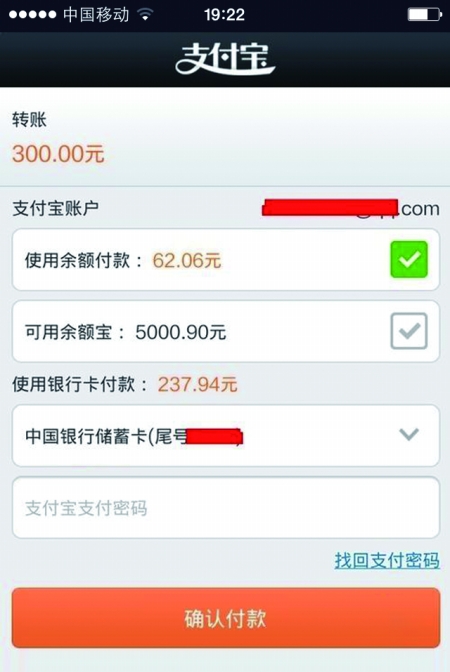 中国移动
19:22
支付宝
转账
300.00元
支付宝账户
.com
使用余额付款：62.06元
可用余额宝：5000.90元
使用银行卡付款：237.94元
中国银行储蓄卡(尾号
支付宝支付密码
找回支付密码
确认付款